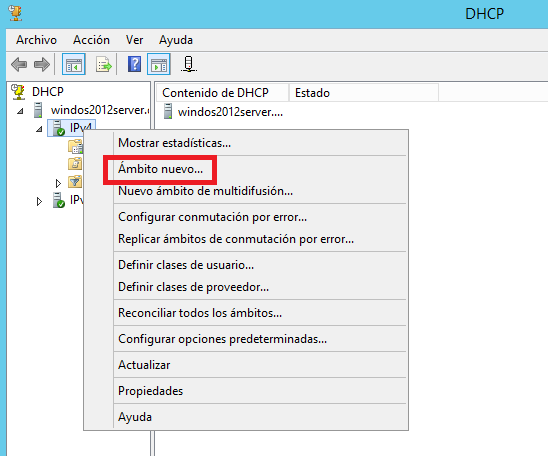 DHCP
Archivo Acción Ver Ayuda
DHCP
windos2012server.
IPv4
Contenido de DHCP Estado
windos2012server....
Mostrar estadísticas...
Ámbito nuevo...
Nuevo ámbito de multidifusión...
Configurar conmutación por error...
Replicar ámbitos de conmutación por error...
Definir clases de usuario...
Definir clases de proveedor...
Reconciliar todos los ámbitos...
Configurar opciones predeterminadas...
Actualizar
Propiedades
Ayuda